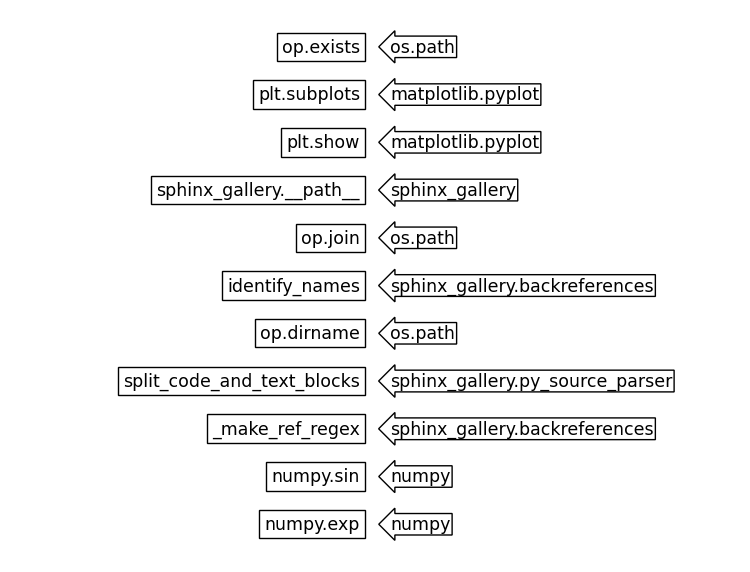 op.exists os.path
plt.subplots matplotlib.pyplot
plt.show matplotlib.pyplot
sphinx_gallery.__path__ sphinx_gallery
op.join os.path
identify_names sphinx_gallery.backreferences
op.dirname os.path
split_code_and_text_blocks sphinx_gallery.py_source_parser
_make_ref_regex sphinx_gallery.backreferences
numpy.sin numpy
numpy.exp numpy